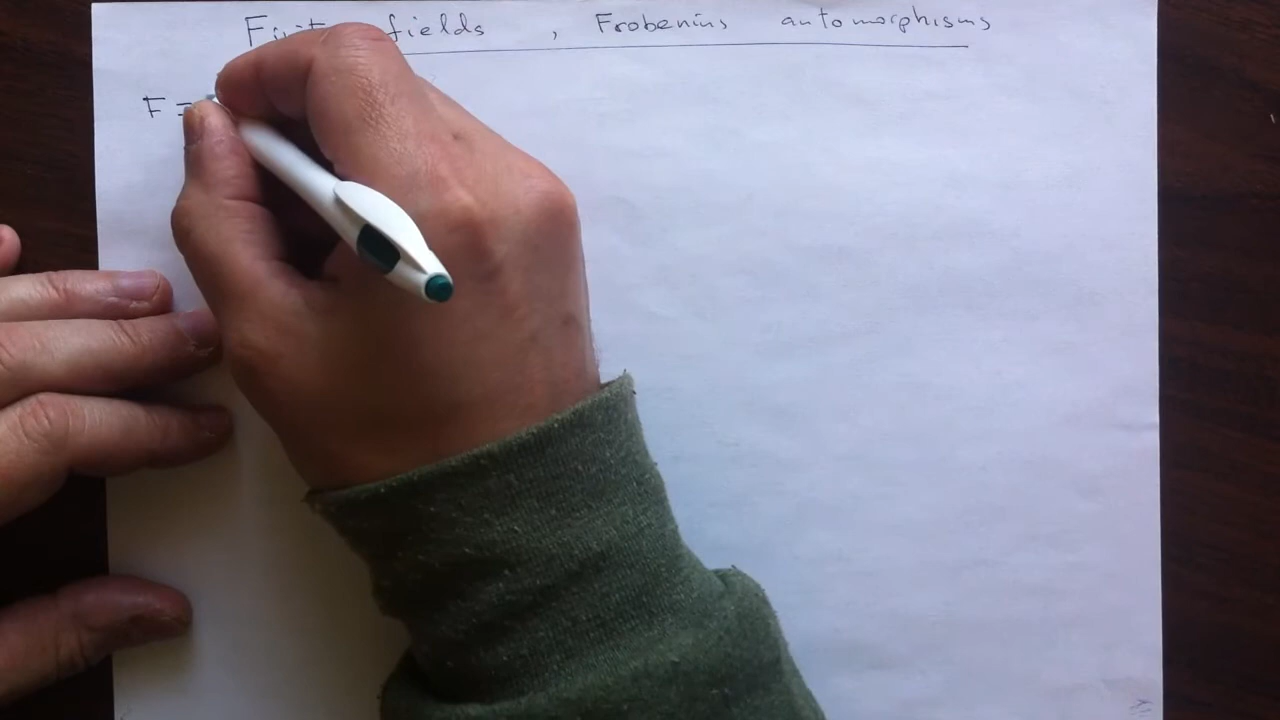 fields , Frobenius automorphisms
F =